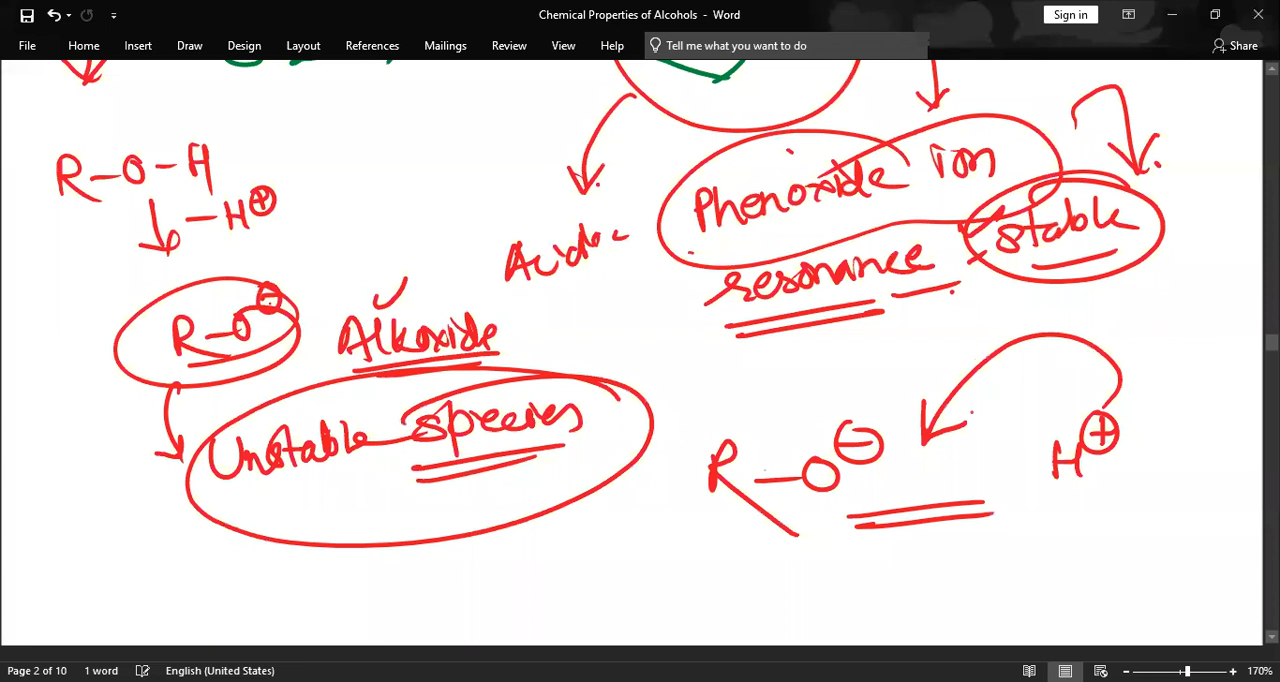 Chemical Properties of Alcohols - Word
Sign in
File Home Insert Draw Design Layout References Mailings Review View Help Tell me what you want to do Share
R-O-H
-H⊕
Phenoxide ion
Acidic
resonance stable
R-O⊖ Alkoxide
Unstable species
R-O⊖ H⊕
Page 2 of 10 1 word English (United States) 170%